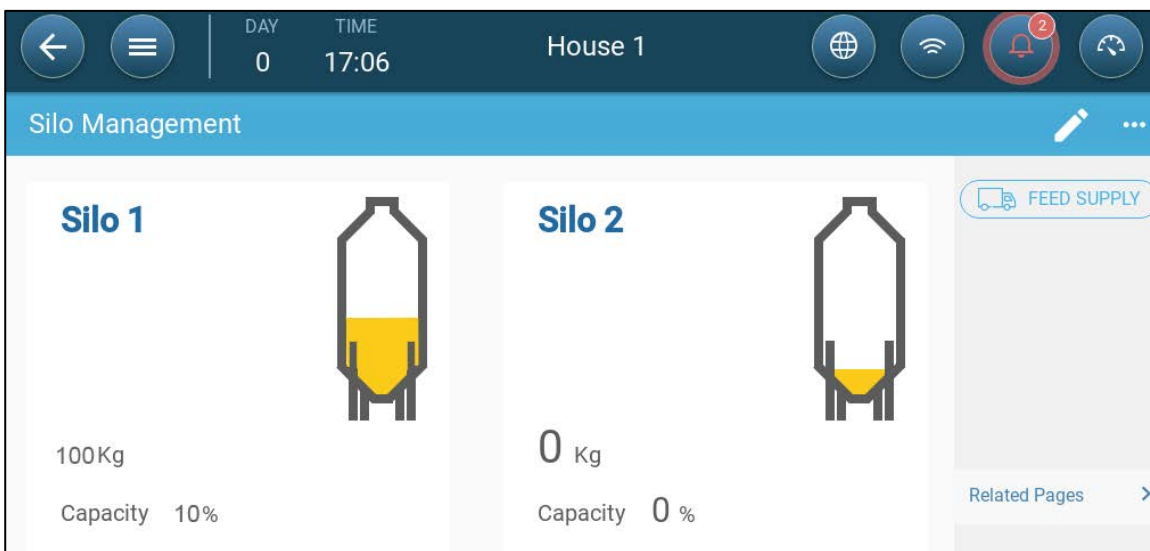 DAY TIME
0 17:06 House 1 2
Silo Management
Silo 1 Silo 2 FEED SUPPLY
100Kg 0 Kg
Related Pages
Capacity 10% Capacity 0 %